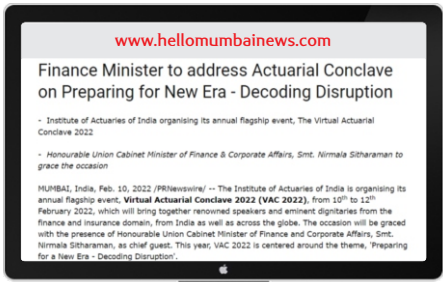 www.hellomumbainews.com
Finance Minister to address Actuarial Conclave
on Preparing for New Era - Decoding Disruption
- Institute of Actuaries of India organising its annual flagship event, The Virtual Actuarial
Conclave 2022
- Honourable Union Cabinet Minister of Finance & Corporate Affairs, Smt. Nirmala Sitharaman to
grace the occasion
MUMBAI, India, Feb. 10, 2022 /PRNewswire/ -- The Institute of Actuaries of India is organising its
annual flagship event, Virtual Actuarial Conclave 2022 (VAC 2022), from 10th to 12th
February 2022, which will bring together renowned speakers and eminent dignitaries from the
finance and insurance domain, from India as well as across the globe. The occasion will be graced
with the presence of Honourable Union Cabinet Minister of Finance and Corporate Affairs, Smt.
Nirmala Sitharaman, as chief guest. This year, VAC 2022 is centered around the theme, 'Preparing
for a New Era - Decoding Disruption'.